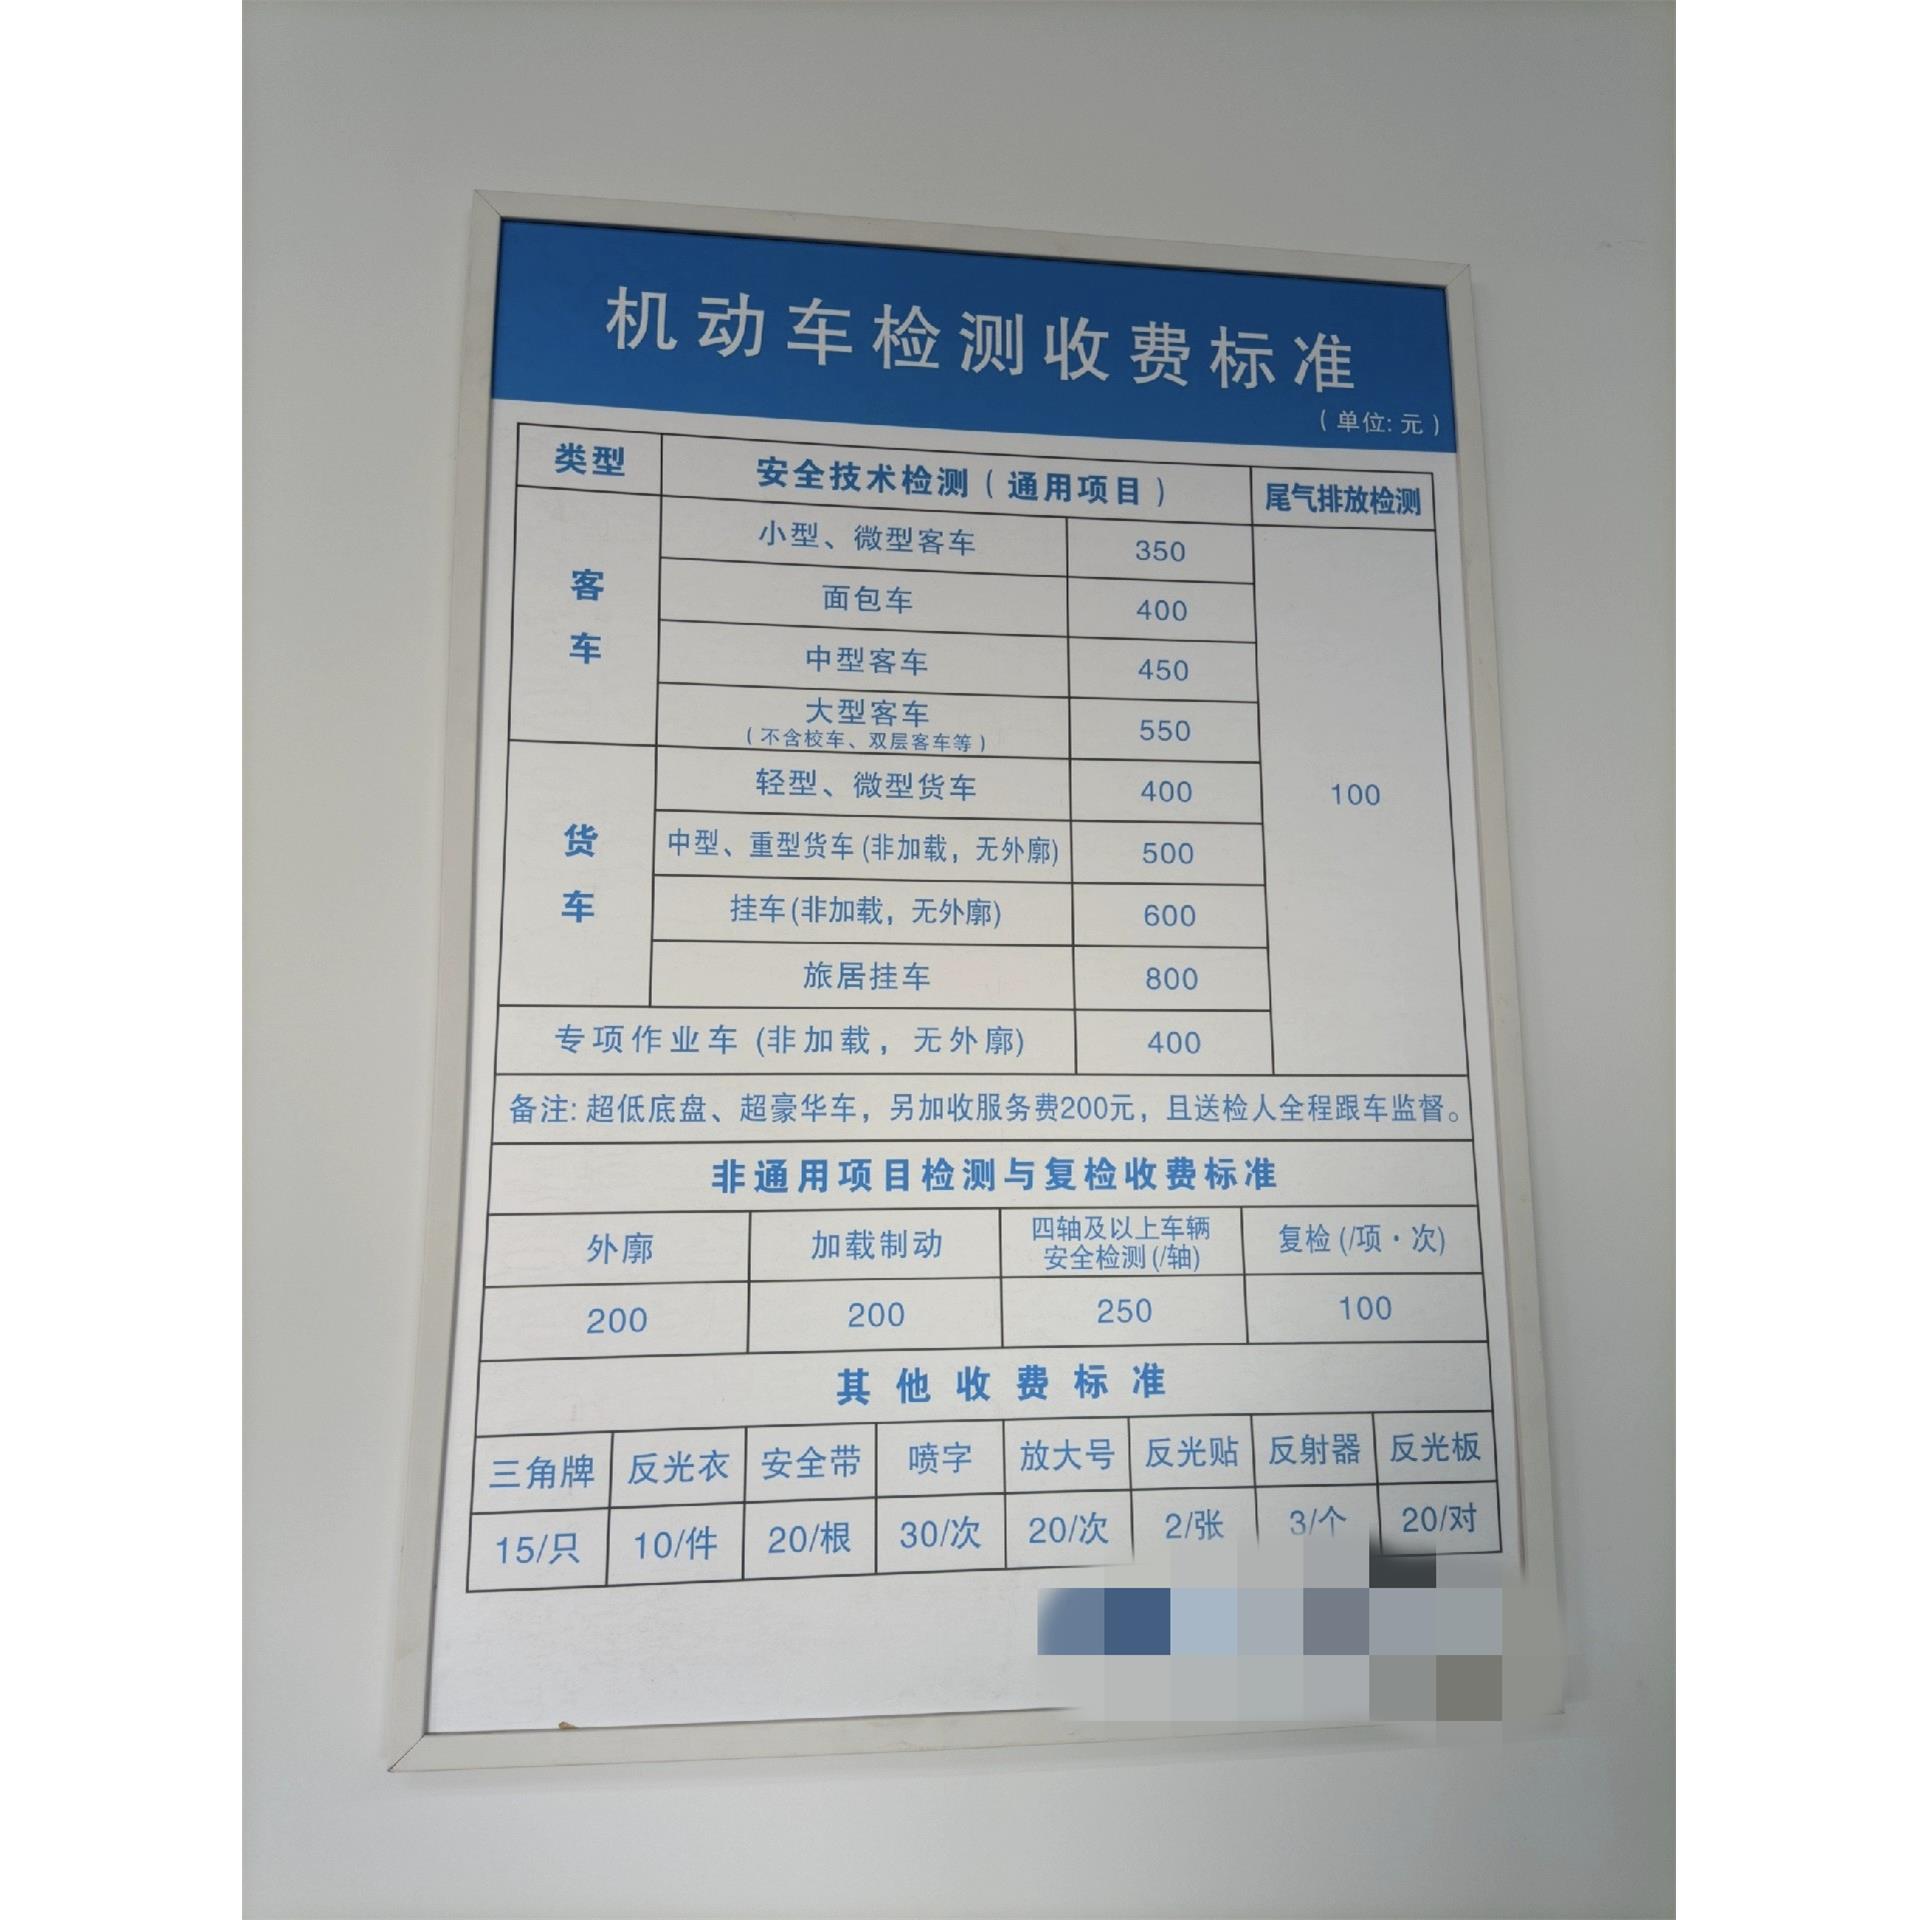 机动车检测收费标准
（单位：元）
类型 安全技术检测（通用项目） 尾气排放检测
客车
小型、微型客车 350
面包车 400
中型客车 450
大型客车 550
（不含校车、双层客车等）
货车
轻型、微型货车 400 100
中型、重型货车(非加载，无外廓) 500
挂车(非加载，无外廓) 600
旅居挂车 800
专项作业车(非加载，无外廓) 400
备注：超低底盘、超豪华车，另加收服务费200元，且送检人全程跟车监督。
非通用项目检测与复检收费标准
外廓 加载制动 四轴及以上车辆安全检测(/轴) 复检(/项·次)
200 200 250 100
其他收费标准
三角牌 反光衣 安全带 喷字 放大号 反光贴 反射器 反光板
15/只 10/件 20/根 30/次 20/次 2/张 3/个 20/对